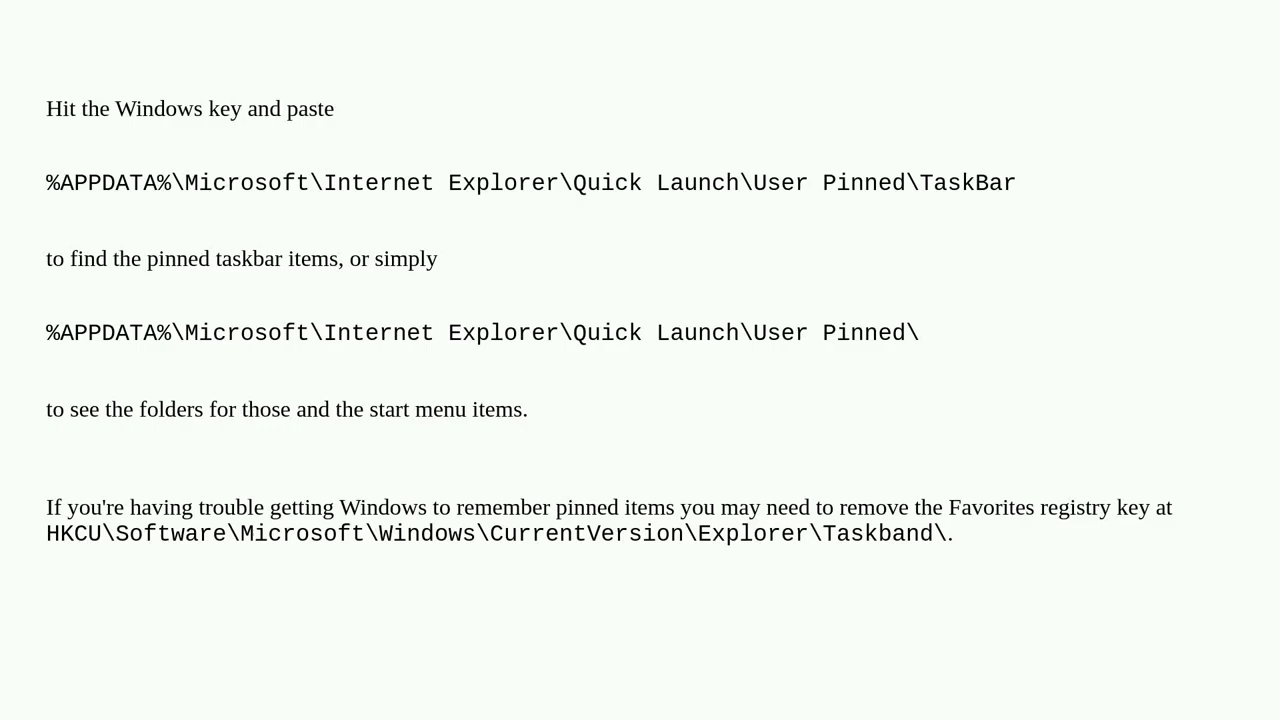 Hit the Windows key and paste
%APPDATA%\Microsoft\Internet Explorer\Quick Launch\User Pinned\TaskBar
to find the pinned taskbar items, or simply
%APPDATA%\Microsoft\Internet Explorer\Quick Launch\User Pinned\
to see the folders for those and the start menu items.
If you're having trouble getting Windows to remember pinned items you may need to remove the Favorites registry key at
HKCU\Software\Microsoft\Windows\CurrentVersion\Explorer\Taskband\.